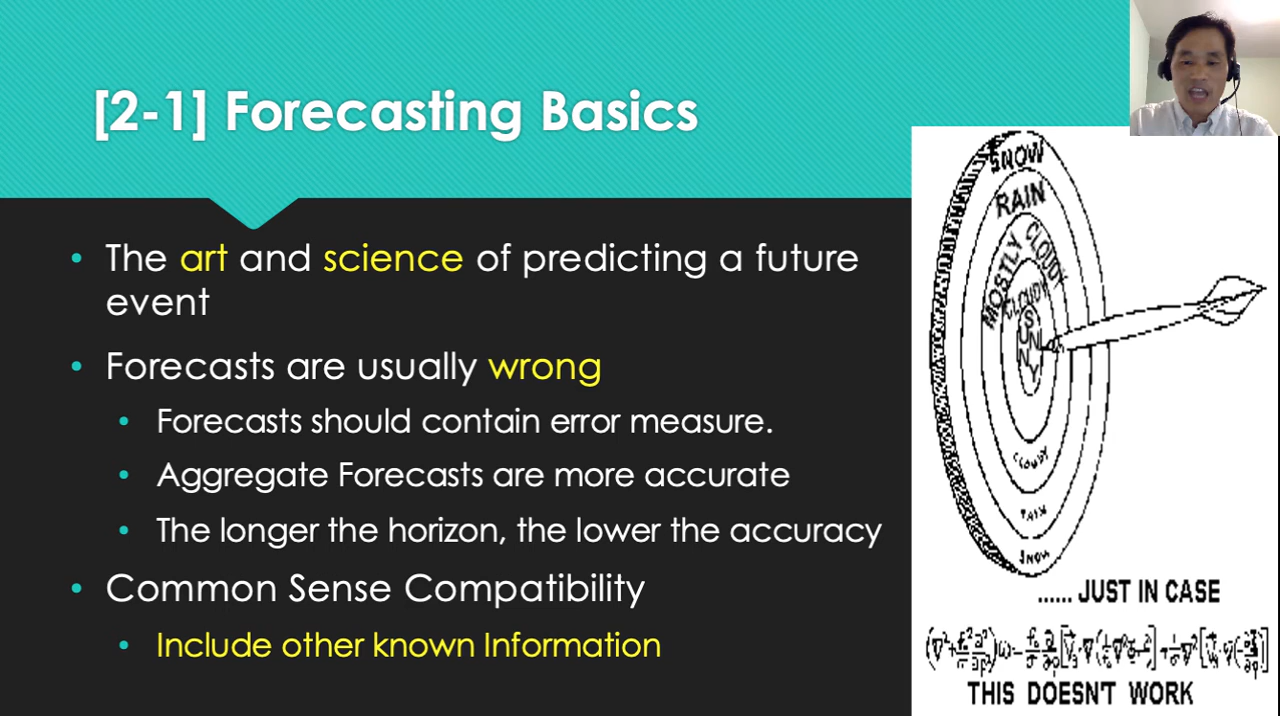 [2-1] Forecasting Basics
The art and science of predicting a future
event
Forecasts are usually wrong
Forecasts should contain error measure.
Aggregate Forecasts are more accurate
The longer the horizon, the lower the accuracy
Common Sense Compatibility
Include other known Information
SNOW
RAIN
MOSTLY CLOUDY
CLOUDY
SUNNY
CLOUDY
RAIN
SNOW
...... JUST IN CASE
THIS DOESN'T WORK